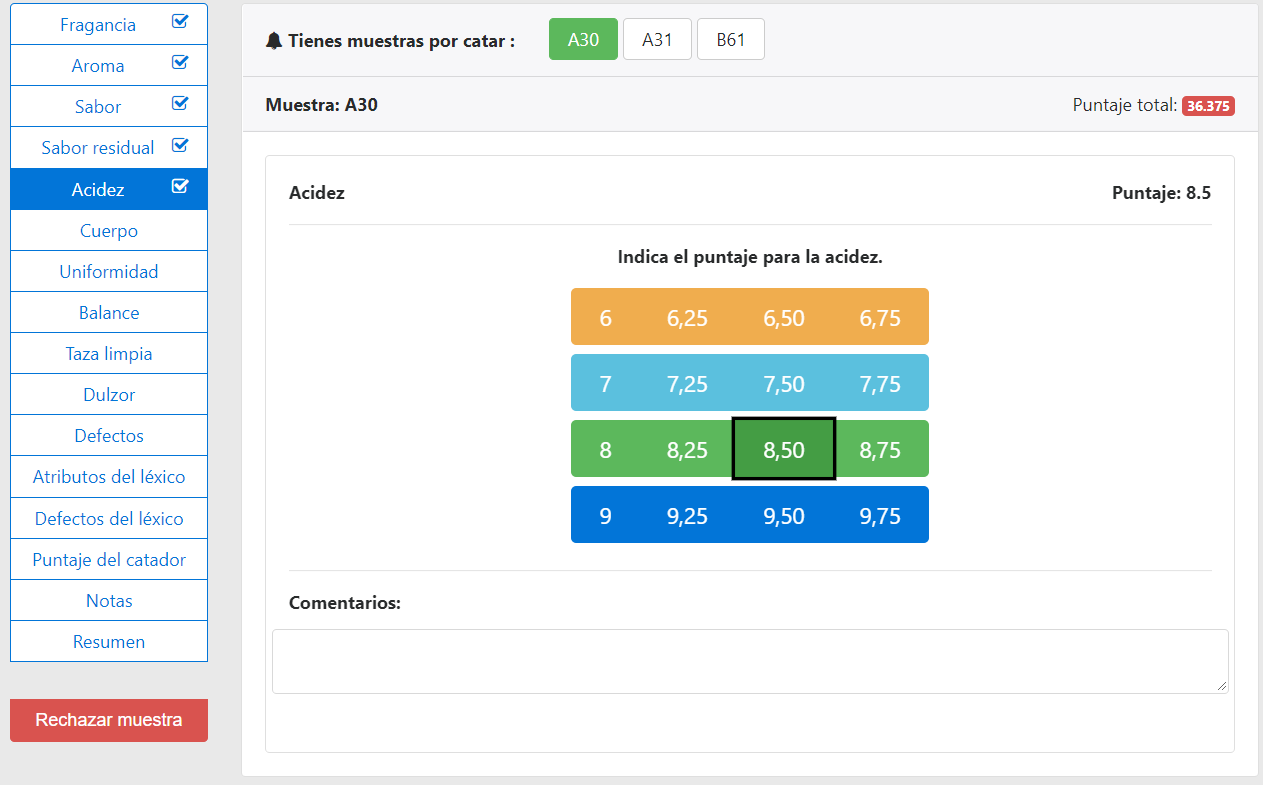 Fragancia
Aroma
Sabor
Sabor residual
Acidez
Cuerpo
Uniformidad
Balance
Taza limpia
Dulzor
Defectos
Atributos del léxico
Defectos del léxico
Puntaje del catador
Notas
Resumen
Rechazar muestra
Tienes muestras por catar : A30 A31 B61
Muestra: A30 Puntaje total: 36.375
Acidez Puntaje: 8.5
Indica el puntaje para la acidez.
6 6,25 6,50 6,75
7 7,25 7,50 7,75
8 8,25 8,50 8,75
9 9,25 9,50 9,75
Comentarios: